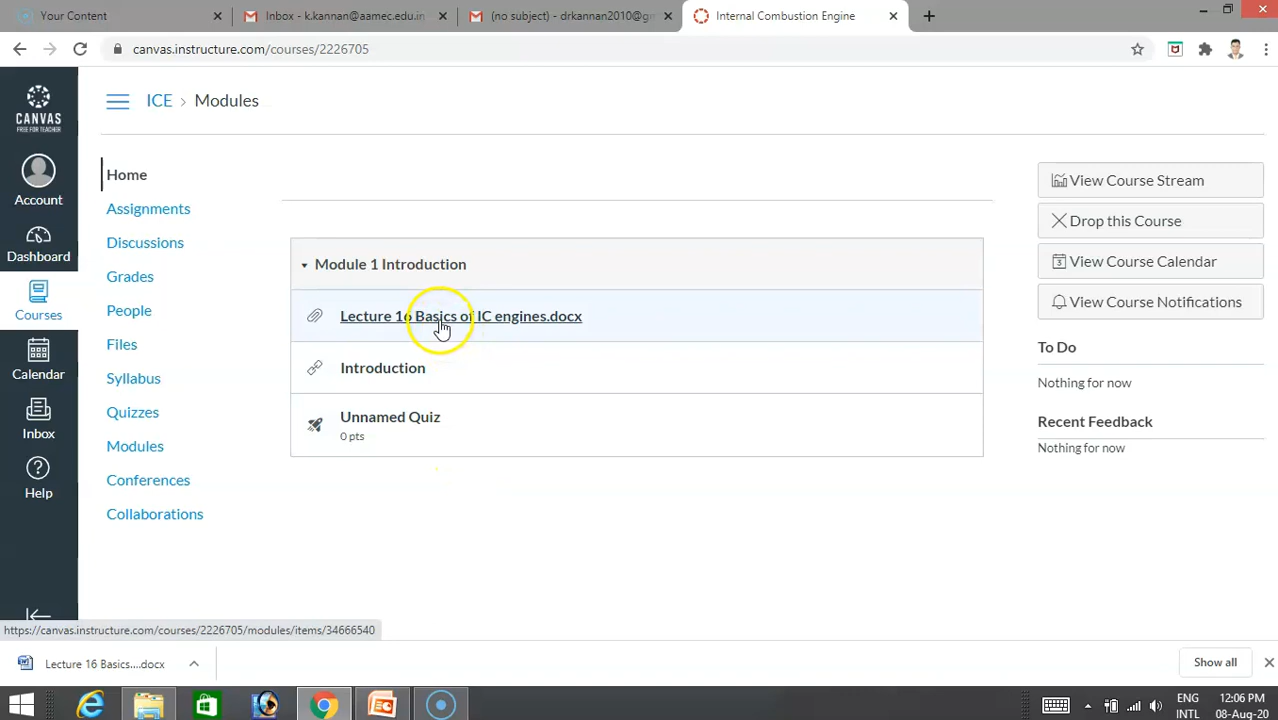 Your Content
Inbox - k.kannan@aamec.edu.in
(no subject) - drkannan2010@gm
Internal Combustion Engine
canvas.instructure.com/courses/2226705
CANVAS
FREE FOR TEACHER
Account
Dashboard
Courses
Calendar
Inbox
Help
ICE › Modules
Home
Assignments
Discussions
Grades
People
Files
Syllabus
Quizzes
Modules
Conferences
Collaborations
Module 1 Introduction
Lecture 16 Basics of IC engines.docx
Introduction
Unnamed Quiz
0 pts
View Course Stream
Drop this Course
3 View Course Calendar
View Course Notifications
To Do
Nothing for now
Recent Feedback
Nothing for now
https://canvas.instructure.com/courses/2226705/modules/items/34666540
Lecture 16 Basics....docx
Show all
ENG
INTL
12:06 PM
08-Aug-20